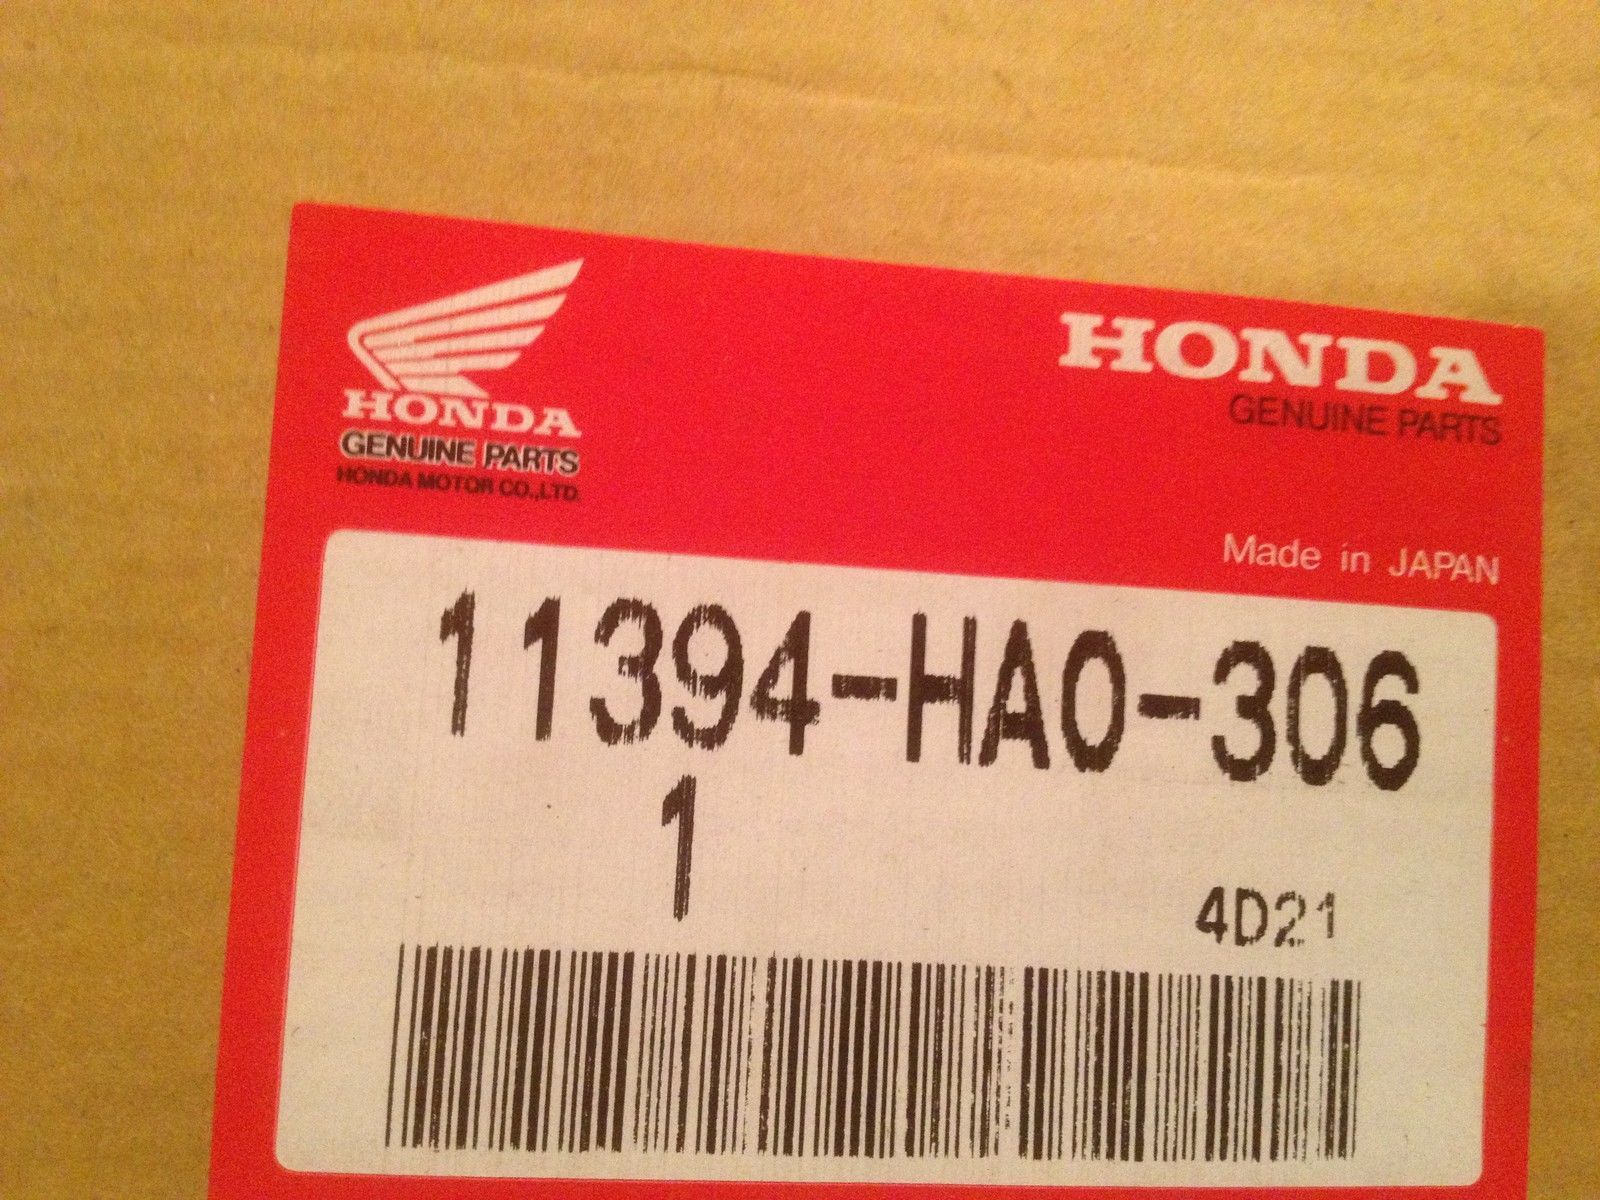 HONDA
GENUINE PARTS
HONDA MOTOR CO.,LTD.
HONDA
GENUINE PARTS
Made in JAPAN
11394-HA0-306
1
4D21